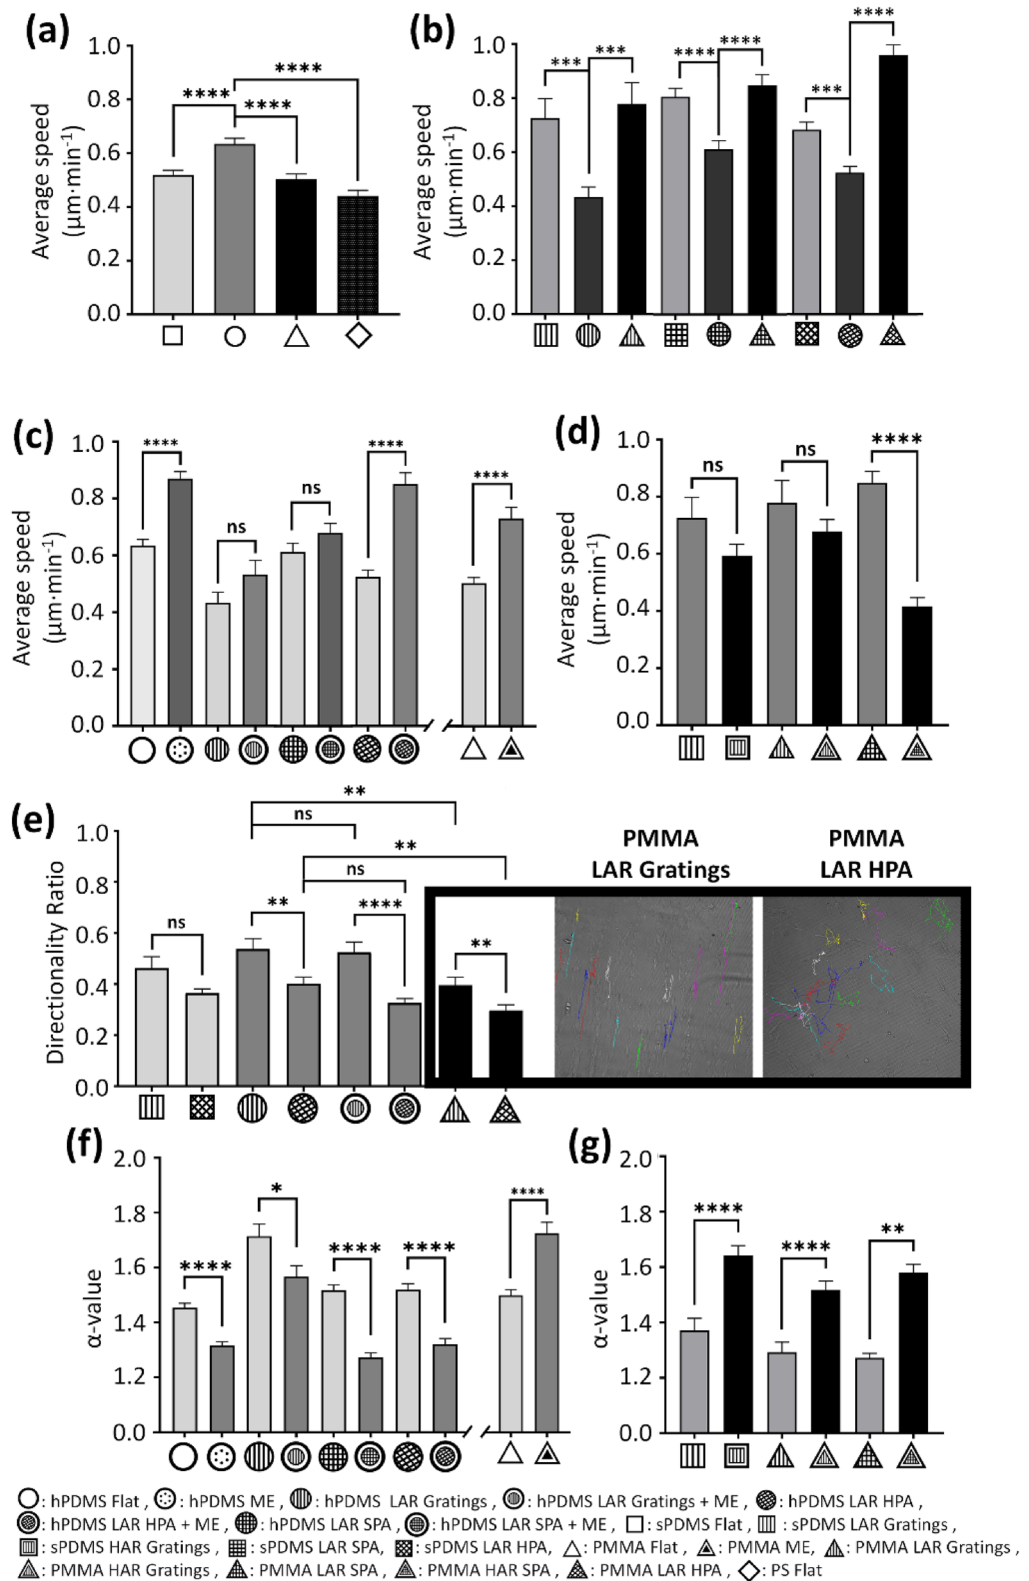 (a)
1.0
0.8
0.6
0.4
0.2
0.0
Average speed
(μm·min⁻¹)
****
****
****
(b)
1.0
0.8
0.6
0.4
0.2
0.0
Average speed
(μm·min⁻¹)
***
***
****
****
***
****
(c)
1.0
0.8
0.6
0.4
0.2
0.0
Average speed
(μm·min⁻¹)
****
ns
ns
****
****
(d)
1.0
0.8
0.6
0.4
0.2
0.0
Average speed
(μm·min⁻¹)
ns
ns
****
(e)
1.0
0.8
0.6
0.4
0.2
0.0
Directionality Ratio
**
ns
**
ns
ns
**
****
**
PMMA
LAR Gratings
PMMA
LAR HPA
(f)
2.0
1.8
1.6
1.4
1.2
0.0
α-value
****
*
****
****
****
(g)
2.0
1.8
1.6
1.4
1.2
0.0
α-value
****
****
**
: hPDMS Flat , : hPDMS ME , : hPDMS LAR Gratings , : hPDMS LAR Gratings + ME , : hPDMS LAR HPA ,
: hPDMS LAR HPA + ME , : hPDMS LAR SPA , : hPDMS LAR SPA + ME , : sPDMS Flat , : sPDMS LAR Gratings ,
: sPDMS HAR Gratings , : sPDMS LAR SPA, : sPDMS LAR HPA, : PMMA Flat , : PMMA ME, : PMMA LAR Gratings ,
: PMMA HAR Gratings , : PMMA LAR SPA, : PMMA HAR SPA, : PMMA LAR HPA, : PS Flat